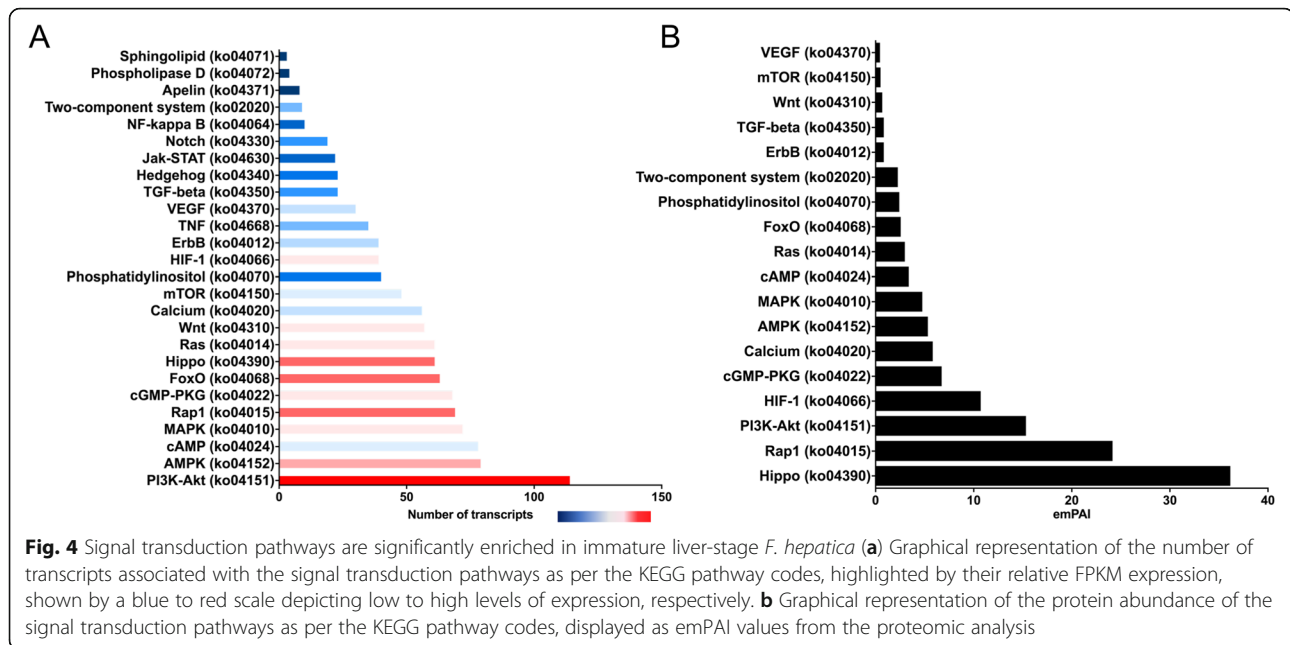 A
Sphingolipid (ko04071)
Phospholipase D (ko04072)
Apelin (ko04371)
Two-component system (ko02020)
NF-kappa B (ko04064)
Notch (ko04330)
Jak-STAT (ko04630)
Hedgehog (ko04340)
TGF-beta (ko04350)
VEGF (ko04370)
TNF (ko04668)
ErbB (ko04012)
HIF-1 (ko04066)
Phosphatidylinositol (ko04070)
mTOR (ko04150)
Calcium (ko04020)
Wnt (ko04310)
Ras (ko04014)
Hippo (ko04390)
FoxO (ko04068)
cGMP-PKG (ko04022)
Rap1 (ko04015)
MAPK (ko04010)
cAMP (ko04024)
AMPK (ko04152)
PI3K-Akt (ko04151)
0 50 100 150
Number of transcripts
B
VEGF (ko04370)
mTOR (ko04150)
Wnt (ko04310)
TGF-beta (ko04350)
ErbB (ko04012)
Two-component system (ko02020)
Phosphatidylinositol (ko04070)
FoxO (ko04068)
Ras (ko04014)
cAMP (ko04024)
MAPK (ko04010)
AMPK (ko04152)
Calcium (ko04020)
cGMP-PKG (ko04022)
HIF-1 (ko04066)
PI3K-Akt (ko04151)
Rap1 (ko04015)
Hippo (ko04390)
0 10 20 30 40
emPAI
Fig. 4 Signal transduction pathways are significantly enriched in immature liver-stage F. hepatica (a) Graphical representation of the number of
transcripts associated with the signal transduction pathways as per the KEGG pathway codes, highlighted by their relative FPKM expression,
shown by a blue to red scale depicting low to high levels of expression, respectively. b Graphical representation of the protein abundance of the
signal transduction pathways as per the KEGG pathway codes, displayed as emPAI values from the proteomic analysis